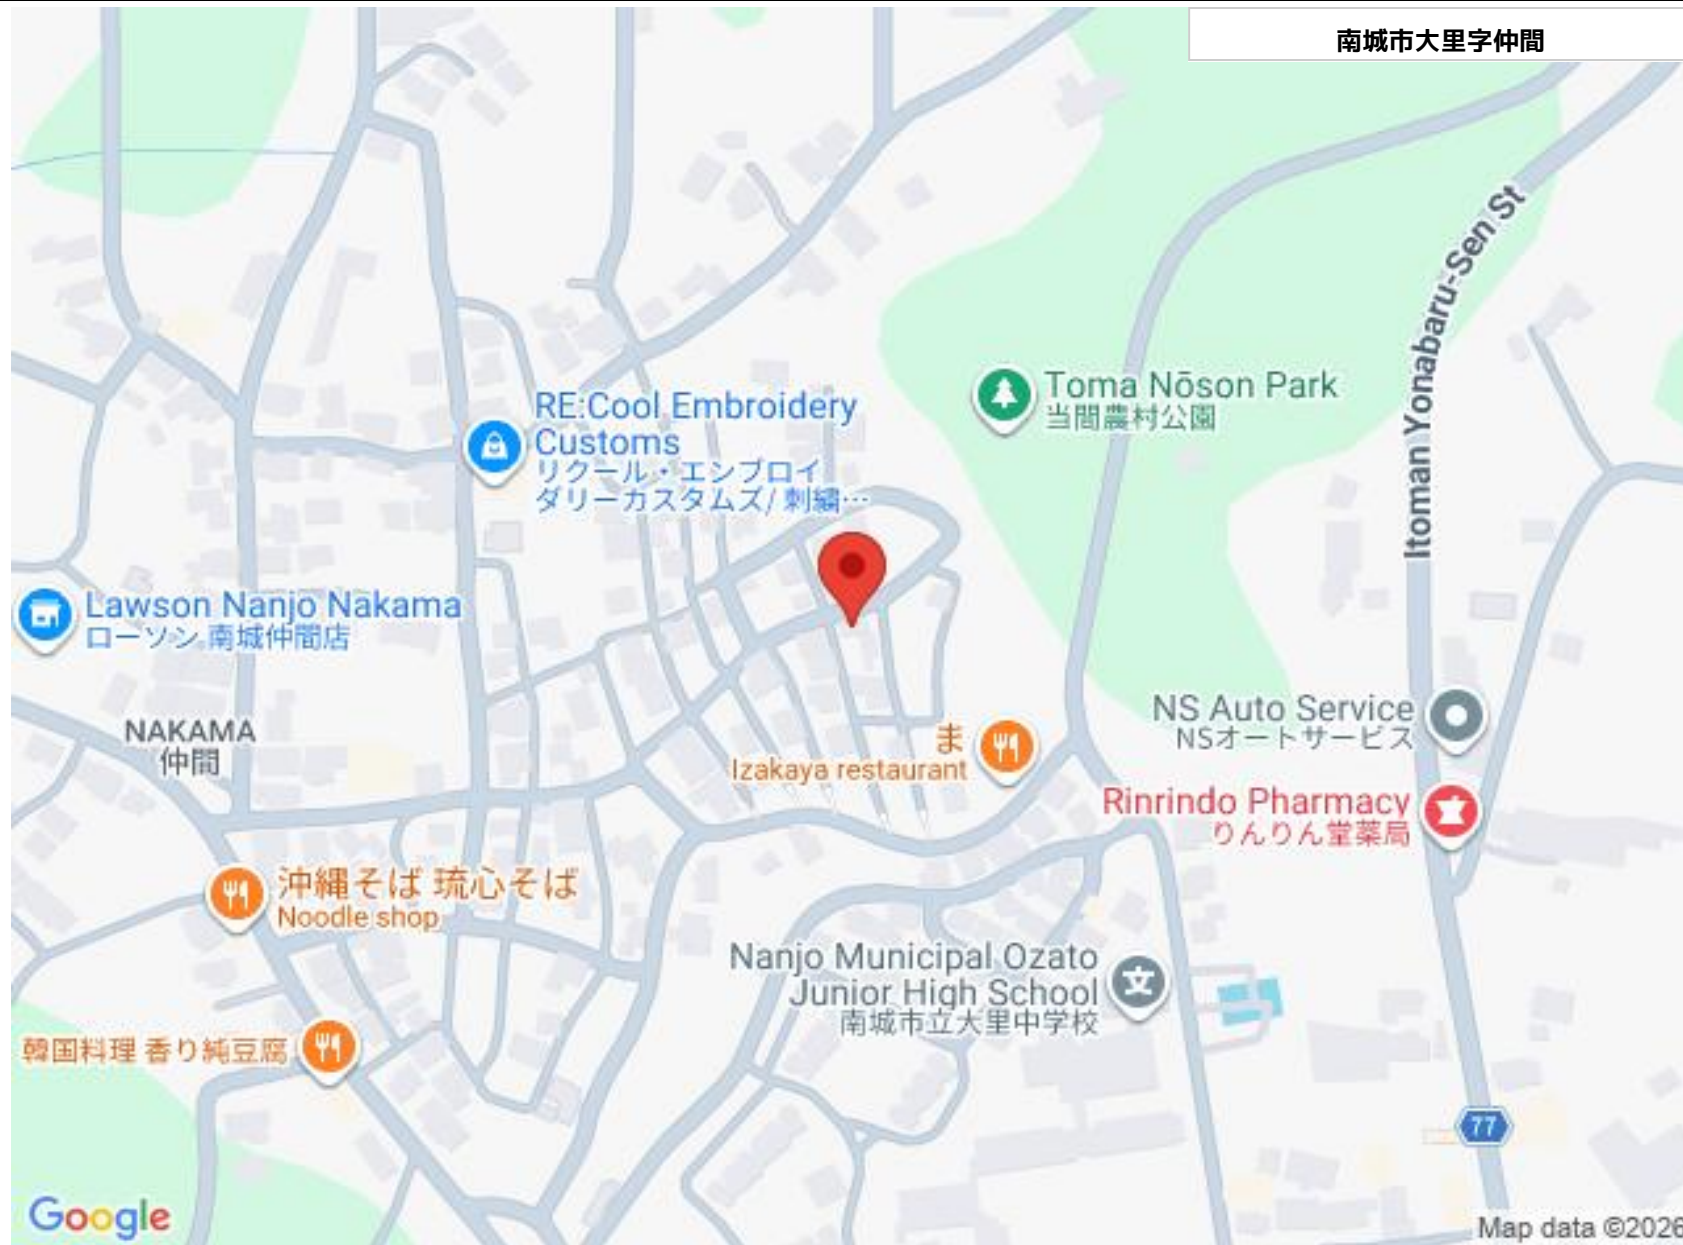 南城市大里字仲間
Itoman Yonabaru-Sen St
Toma Nōson Park
当間農村公園
RE:Cool Embroidery
Customs
リクール・エンブロイ
ダリーカスタムズ/ 刺繍…
Lawson Nanjo Nakama
ローソン 南城仲間店
NAKAMA
仲間
NS Auto Service
NSオートサービス
ま
Izakaya restaurant
Rinrindo Pharmacy
りんりん堂薬局
沖縄そば 琉心そば
Noodle shop
Nanjo Municipal Ozato
Junior High School
南城市立大里中学校
文
韓国料理 香り純豆腐
77
Google
Map data ©2026